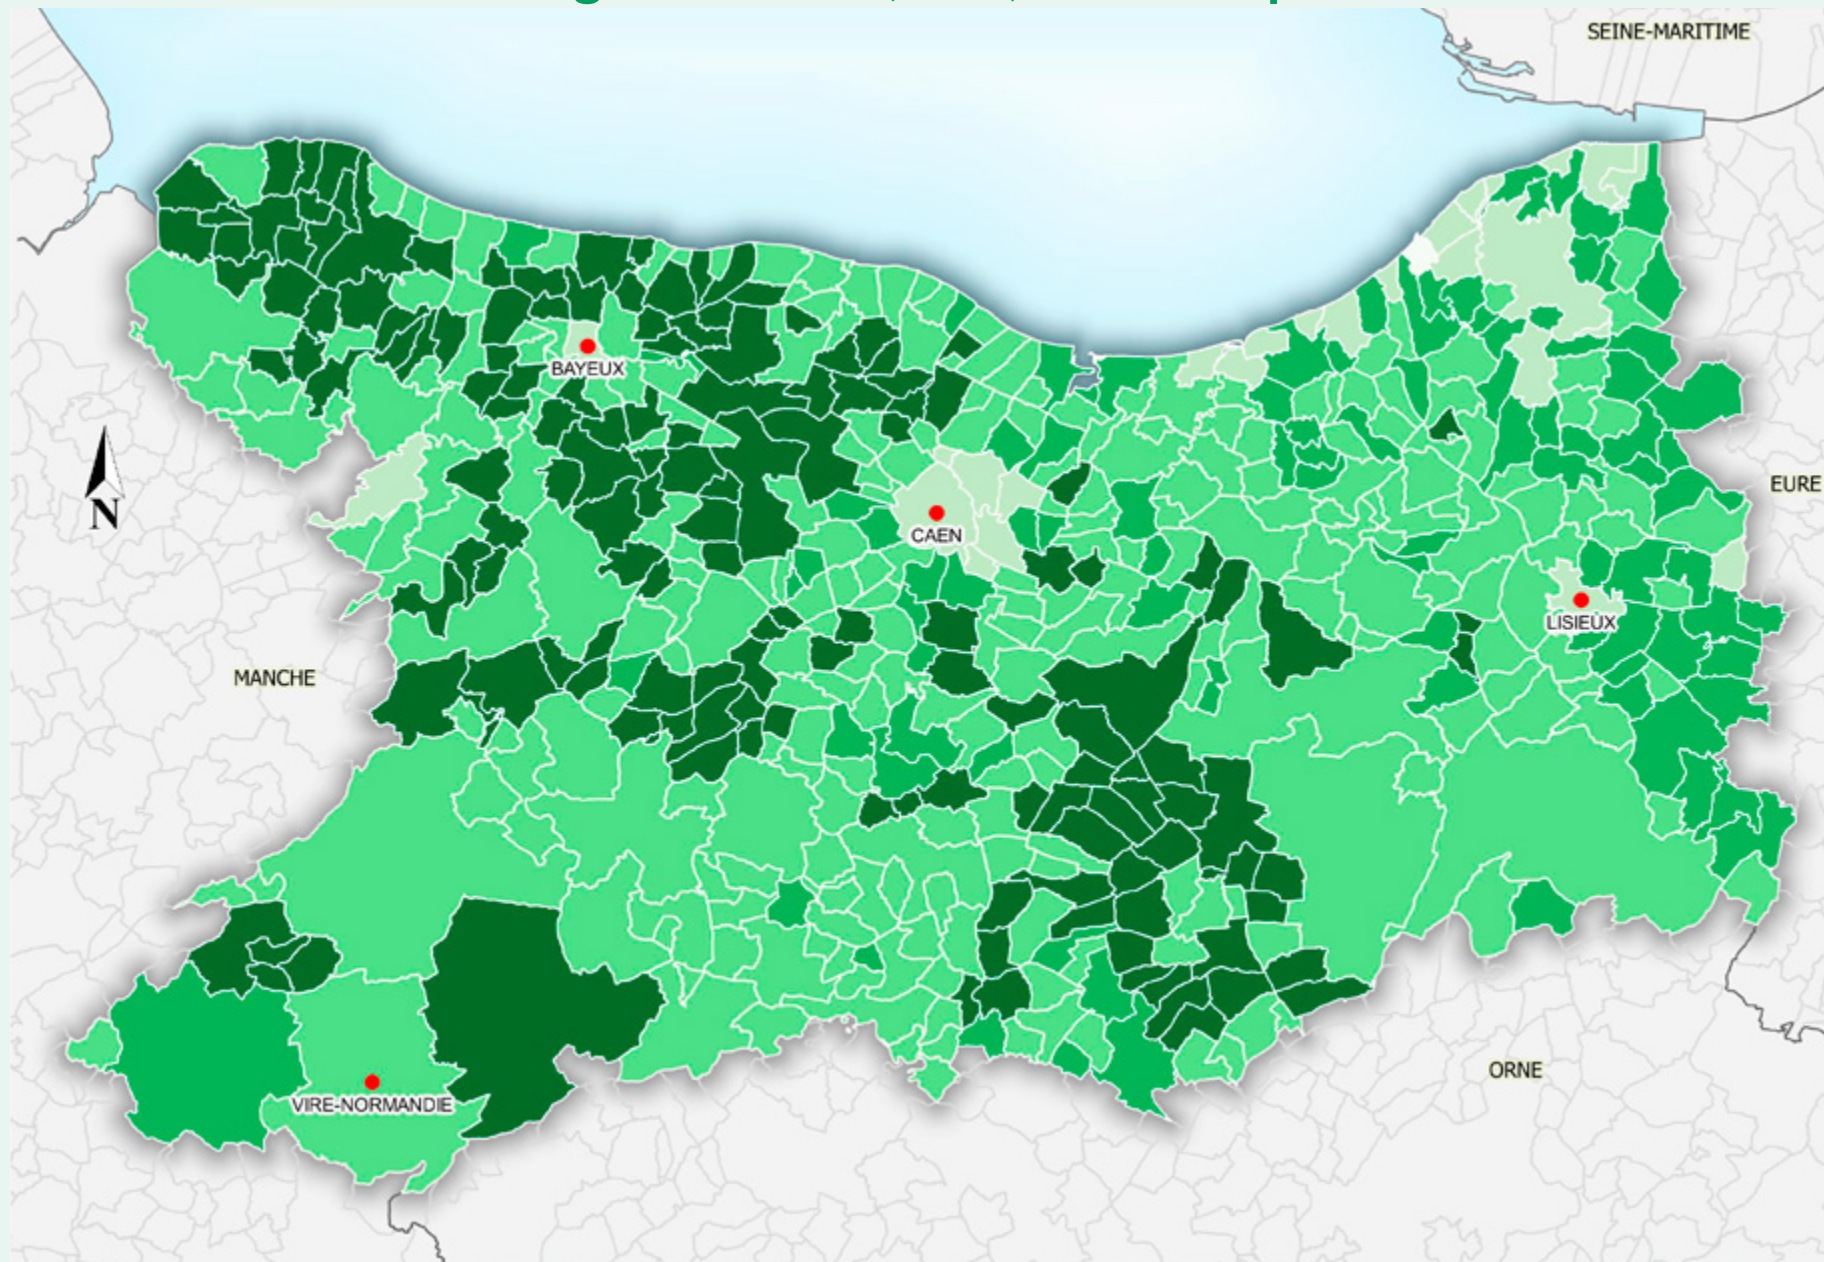 SEINE-MARITIME
BAYEUX
EURE
N
CAEN
LISIEUX
MANCHE
ORNE
VIRE-NORMANDIE